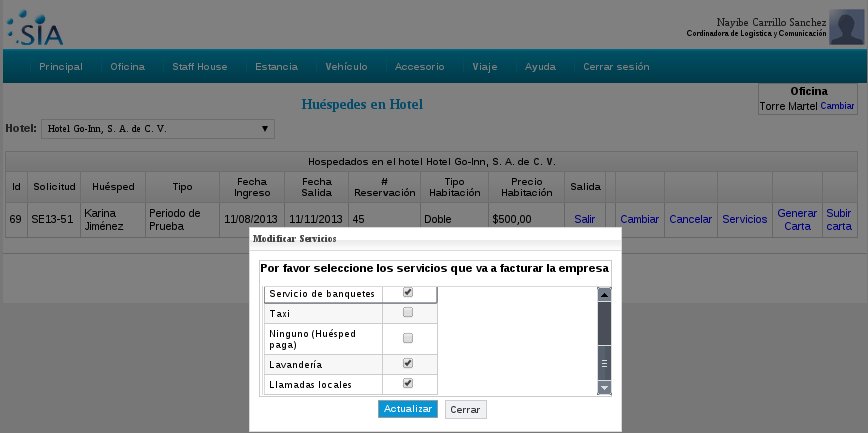 SIA
Nayibe Carrillo Sanchez
Cordinadora de Logística y Comunicación
Principal Oficina Staff House Estancia Vehículo Accesorio Viaje Ayuda Cerrar sesión
Oficina
Torre Martel Cambiar
Huéspedes en Hotel
Hotel: Hotel Go-Inn, S. A. de C. V.
Hospedados en el hotel Hotel Go-Inn, S. A. de C. V.
Id Solicitud Huésped Tipo Fecha Ingreso Fecha Salida # Reservación Tipo Habitación Precio Habitación Salida
69 SE13-51 Karina Jiménez Periodo de Prueba 11/08/2013 11/11/2013 45 Doble $500,00 Salir Cambiar Cancelar Servicios Generar Carta Subir carta
Modificar Servicios
Por favor seleccione los servicios que va a facturar la empresa
Servicio de banquetes
Taxi
Ninguno (Huésped
paga)
Lavandería
Llamadas locales
Actualizar Cerrar